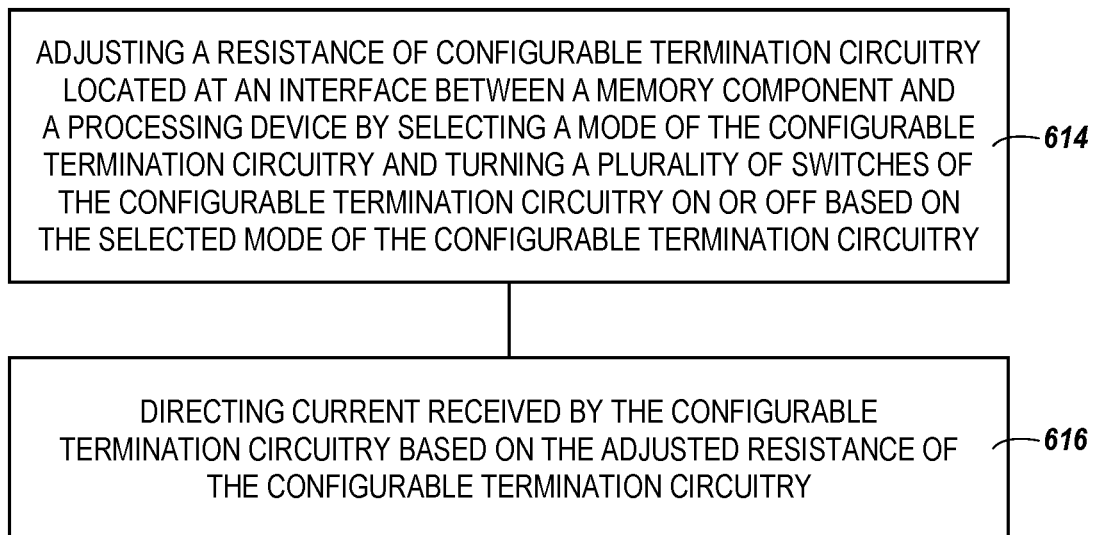 ADJUSTING A RESISTANCE OF CONFIGURABLE TERMINATION CIRCUITRY
LOCATED AT AN INTERFACE BETWEEN A MEMORY COMPONENT AND
A PROCESSING DEVICE BY SELECTING A MODE OF THE CONFIGURABLE
TERMINATION CIRCUITRY AND TURNING A PLURALITY OF SWITCHES OF
THE CONFIGURABLE TERMINATION CIRCUITRY ON OR OFF BASED ON
THE SELECTED MODE OF THE CONFIGURABLE TERMINATION CIRCUITRY
614
DIRECTING CURRENT RECEIVED BY THE CONFIGURABLE
TERMINATION CIRCUITRY BASED ON THE ADJUSTED RESISTANCE OF
THE CONFIGURABLE TERMINATION CIRCUITRY
616